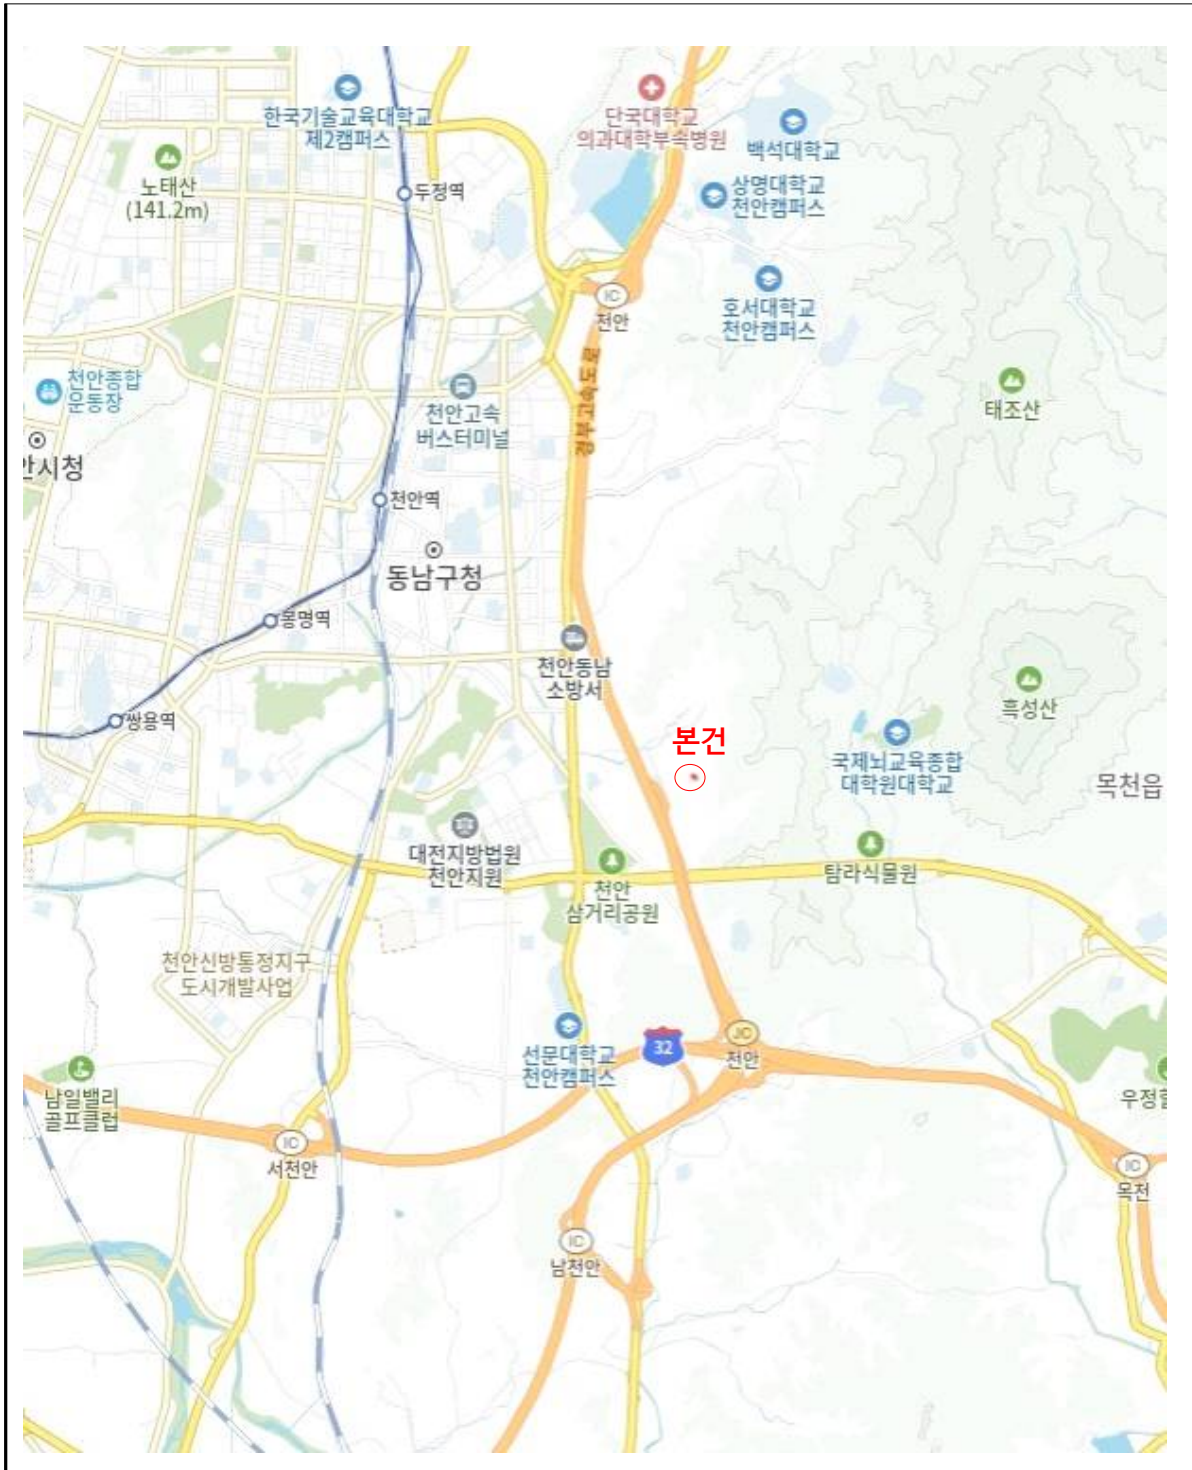 한국기술교육대학교
제2캠퍼스
단국대학교
의과대학부속병원
백석대학교
노태산
(141.2m)
두정역
상명대학교
천안캠퍼스
호서대학교
천안캠퍼스
IC
천안
경부고속도로
천안종합
운동장
천안고속
버스터미널
태조산
안시청
천안역
동남구청
봉명역
천안동남
소방서
쌍용역
흑성산
본건
국제뇌교육종합
대학원대학교
목천읍
대전지방법원
천안지원
천안
삼거리공원
탐라식물원
천안신방통정지구
도시개발사업
선문대학교
천안캠퍼스
32
JC
천안
남일밸리
골프클럽
우정힐
IC
서천안
IC
목천
IC
남천안